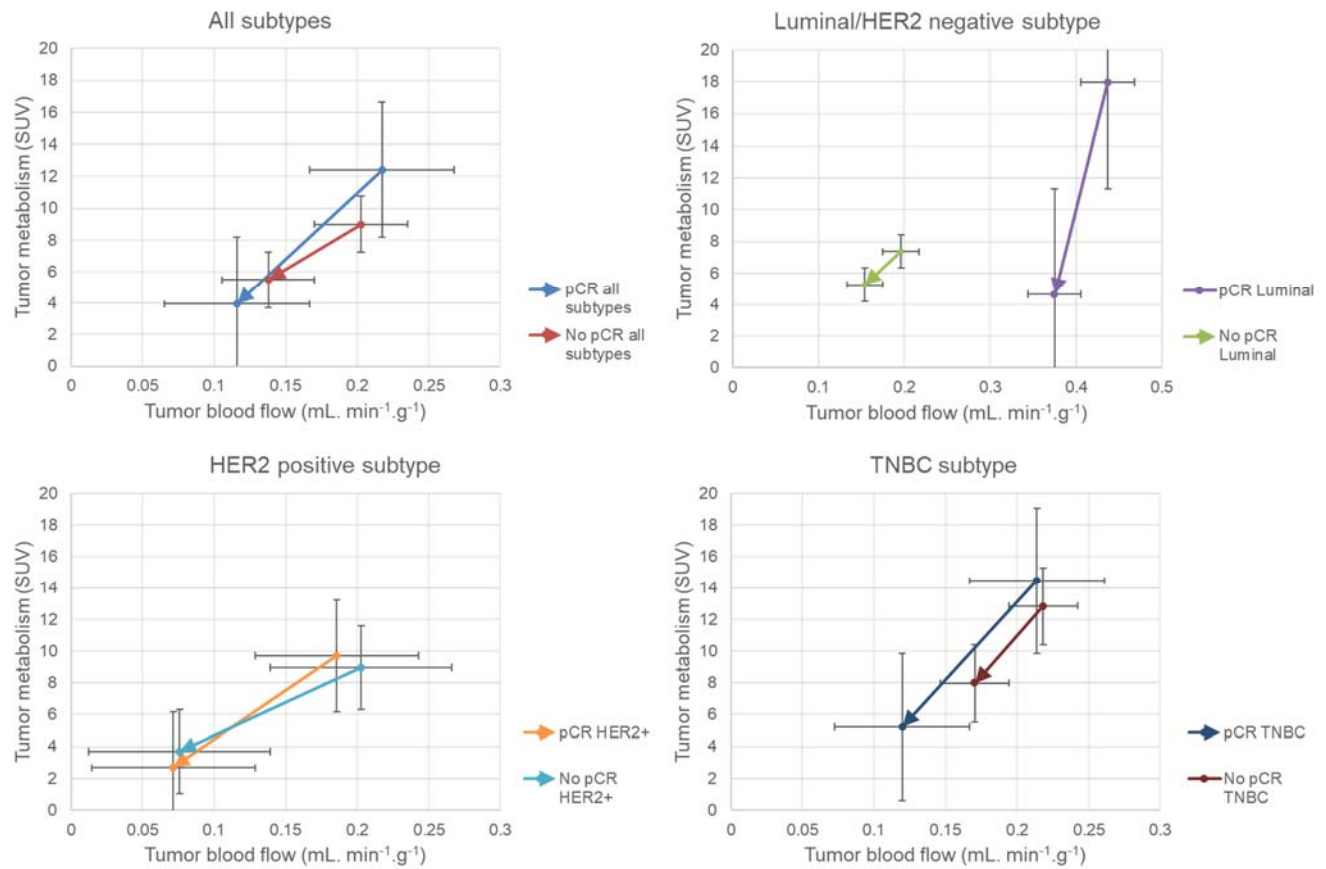 All subtypes
Tumor metabolism (SUV)
20
18
16
14
12
10
8
6
4
2
0
0 0.05 0.1 0.15 0.2 0.25 0.3
Tumor blood flow (mL. min⁻¹.g⁻¹)
pCR all
subtypes
No pCR all
subtypes
Luminal/HER2 negative subtype
Tumor metabolism (SUV)
20
18
16
14
12
10
8
6
4
2
0
0 0.1 0.2 0.3 0.4 0.5
Tumor blood flow (mL. min⁻¹.g⁻¹)
pCR Luminal
No pCR
Luminal
HER2 positive subtype
Tumor metabolism (SUV)
20
18
16
14
12
10
8
6
4
2
0
0 0.05 0.1 0.15 0.2 0.25 0.3
Tumor blood flow (mL. min⁻¹.g⁻¹)
pCR HER2+
No pCR
HER2+
TNBC subtype
Tumor metabolism (SUV)
20
18
16
14
12
10
8
6
4
2
0
0 0.05 0.1 0.15 0.2 0.25 0.3
Tumor blood flow (mL. min⁻¹.g⁻¹)
pCR TNBC
No pCR
TNBC